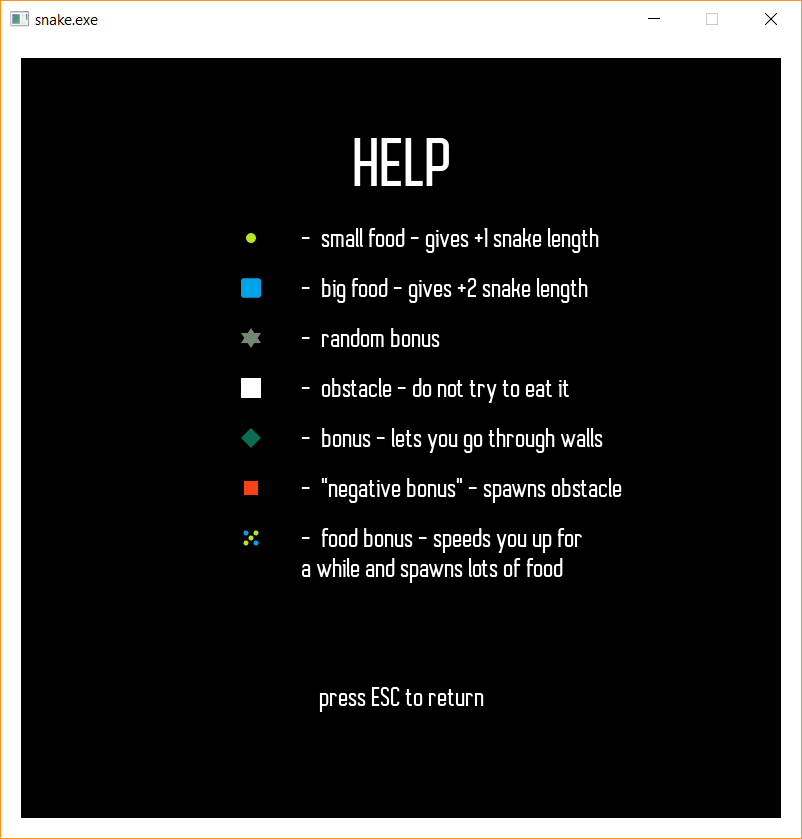 snake.exe
HELP
- small food - gives +1 snake length
- big food - gives +2 snake length
- random bonus
- obstacle - do not try to eat it
- bonus - lets you go through walls
- "negative bonus" - spawns obstacle
- food bonus - speeds you up for
a while and spawns lots of food
press ESC to return